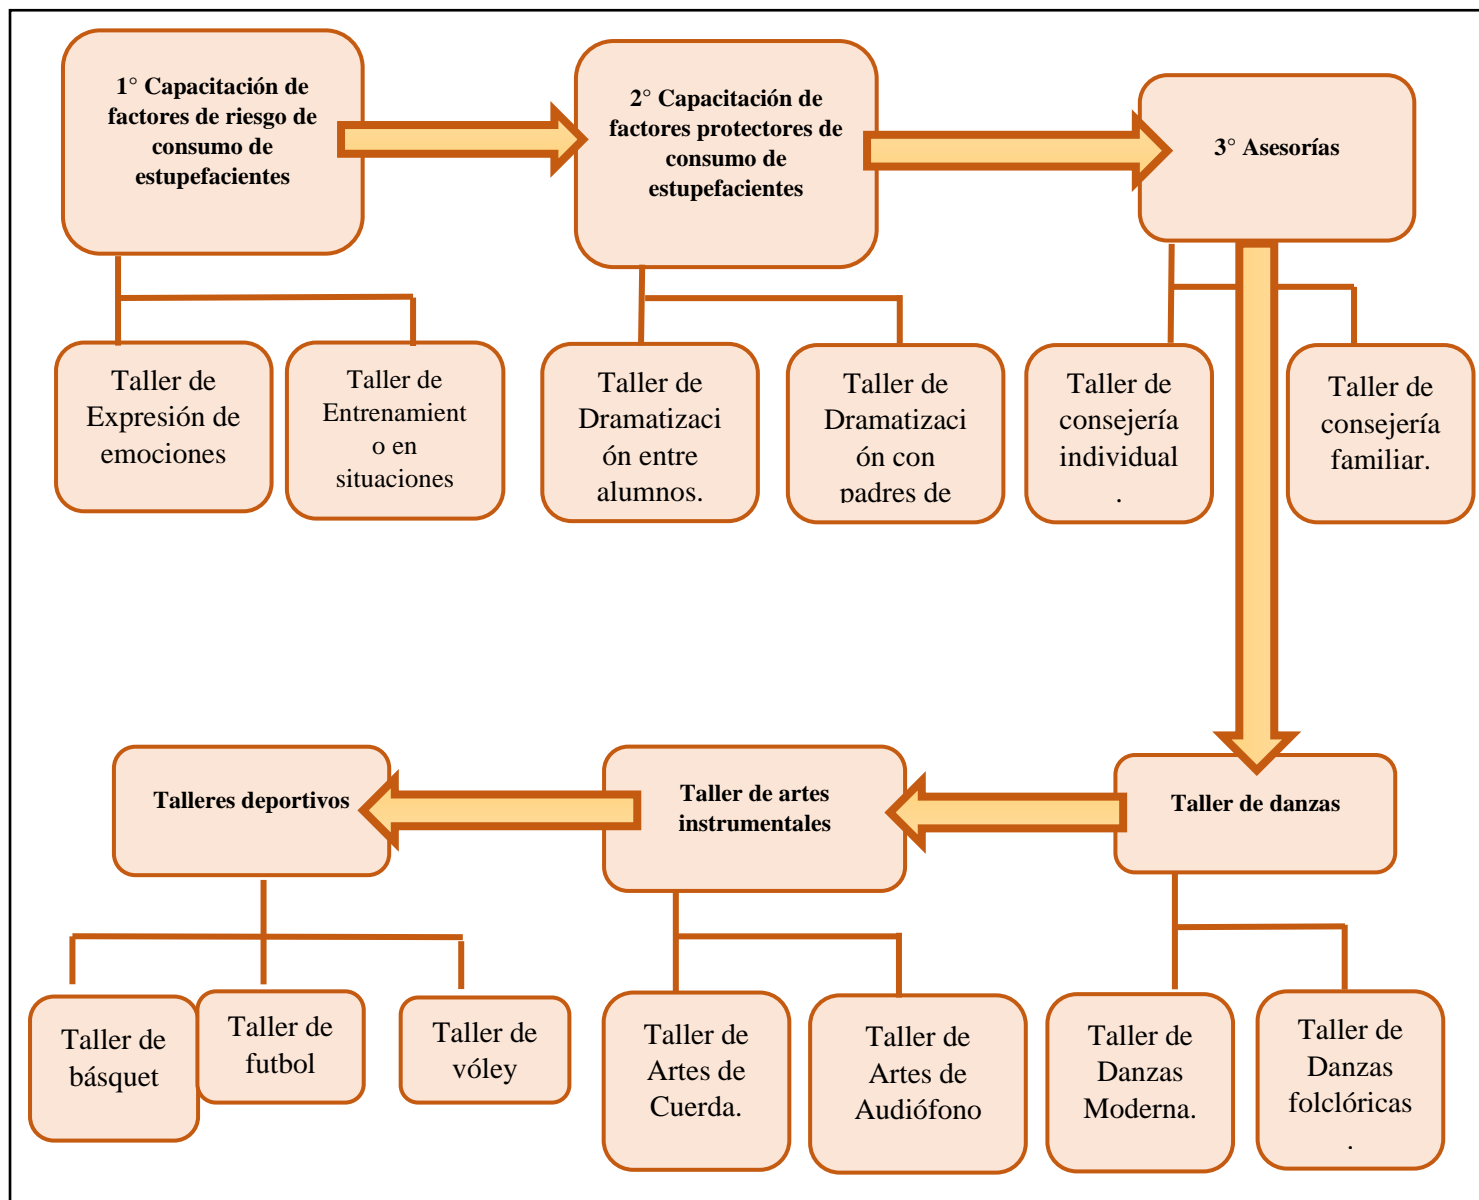 1° Capacitación de
factores de riesgo de
consumo de
estupefacientes
2° Capacitación de
factores protectores de
consumo de
estupefacientes
3° Asesorías
Taller de
Expresión de
emociones
Taller de
Entrenamient
o en
situaciones
Taller de
Dramatizaci
ón entre
alumnos.
Taller de
Dramatizaci
ón con
padres de
Taller de
consejería
individual
.
Taller de
consejería
familiar.
Talleres deportivos
Taller de artes
instrumentales
Taller de danzas
Taller de
básquet
Taller de
futbol
Taller de
vóley
Taller de
Artes de
Cuerda.
Taller de
Artes de
Audiófono
Taller de
Danzas
Moderna.
Taller de
Danzas
folclóricas
.